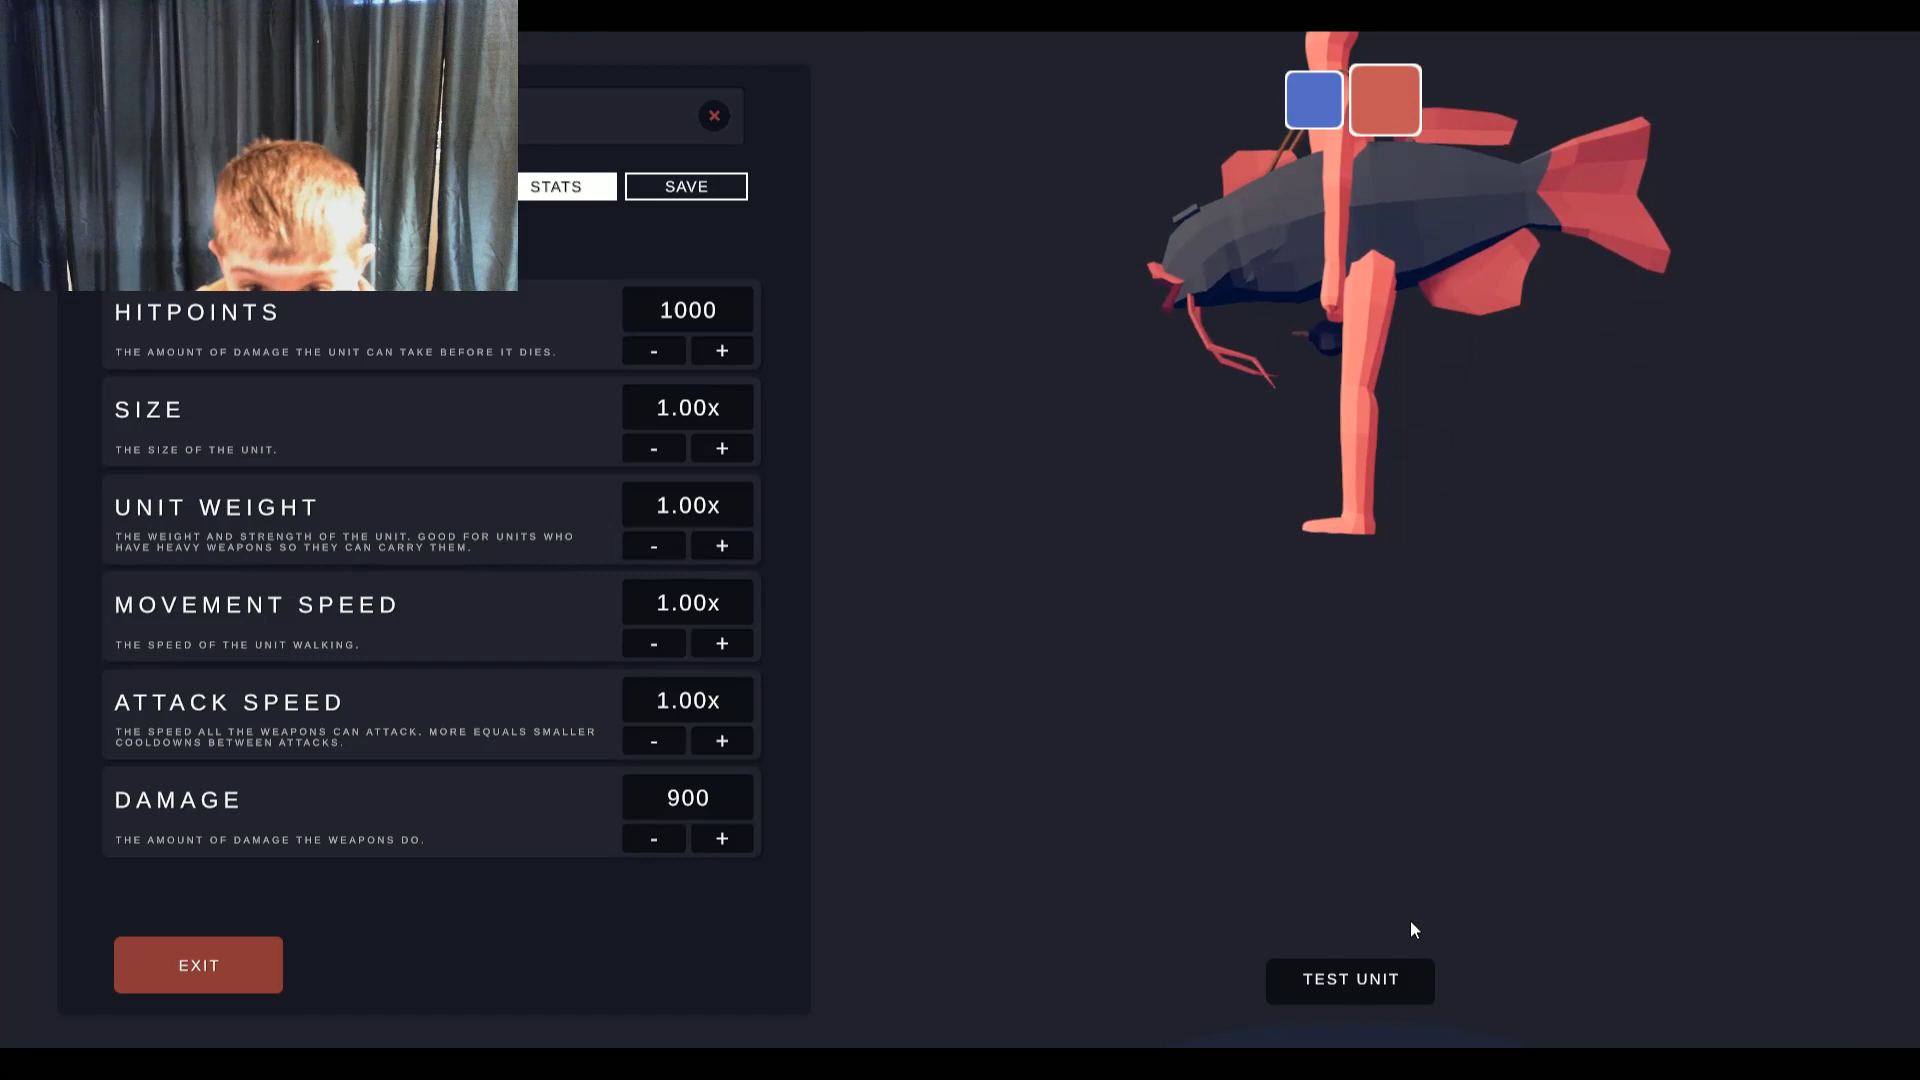 STATS
SAVE
HITPOINTS
1000
THE AMOUNT OF DAMAGE THE UNIT CAN TAKE BEFORE IT DIES.
- +
SIZE
1.00x
THE SIZE OF THE UNIT.
- +
UNIT WEIGHT
1.00x
THE WEIGHT AND STRENGTH OF THE UNIT. GOOD FOR UNITS WHO
HAVE HEAVY WEAPONS SO THEY CAN CARRY THEM.
- +
MOVEMENT SPEED
1.00x
THE SPEED OF THE UNIT WALKING.
- +
ATTACK SPEED
1.00x
THE SPEED ALL THE WEAPONS CAN ATTACK. MORE EQUALS SMALLER
COOLDOWNS BETWEEN ATTACKS.
- +
DAMAGE
900
THE AMOUNT OF DAMAGE THE WEAPONS DO.
- +
EXIT
TEST UNIT